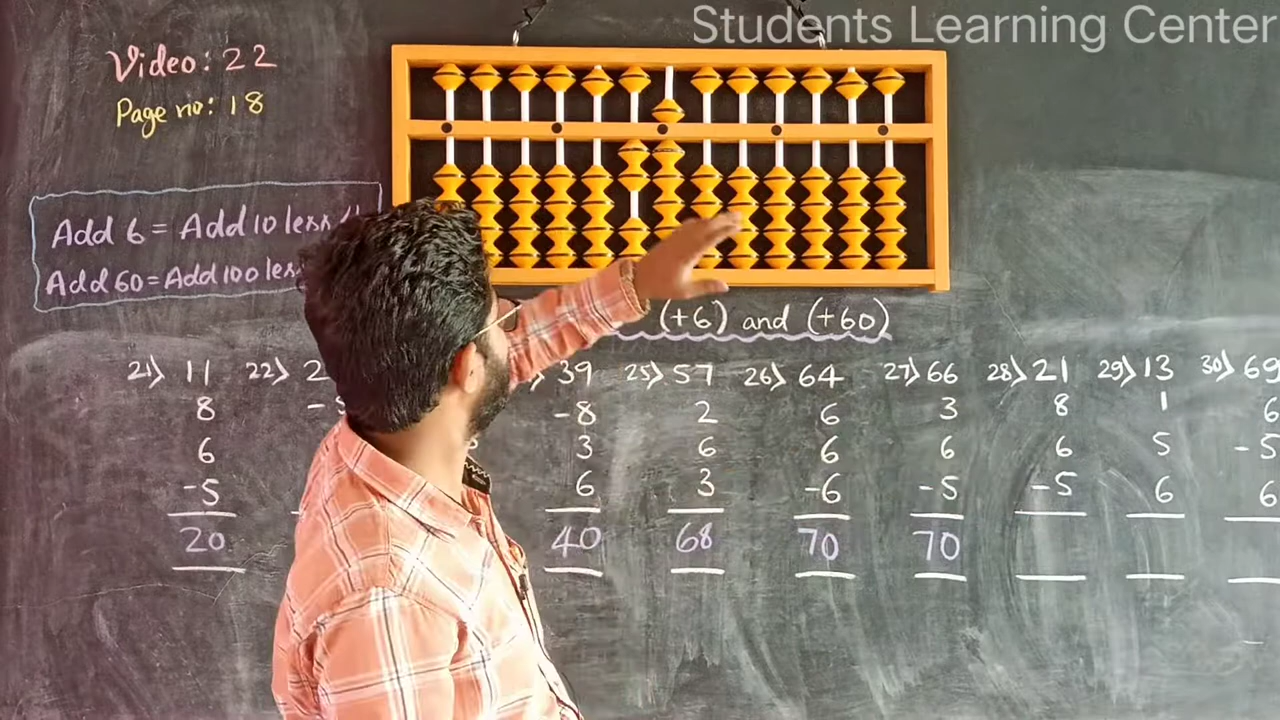 Students Learning Center
Video: 22
Page no: 18
Add 6 = Add 10 less
Add 60 = Add 100 less
(+6) and (+60)
21) 11 22) 2 39 25) 57 26) 64 27) 66 28) 21 29) 13 30) 69
8 -5 -8 2 6 3 8 1 6
6 3 6 6 6 6 5 -5
-5 6 3 -6 -5 -5 6 6
20 40 68 70 70